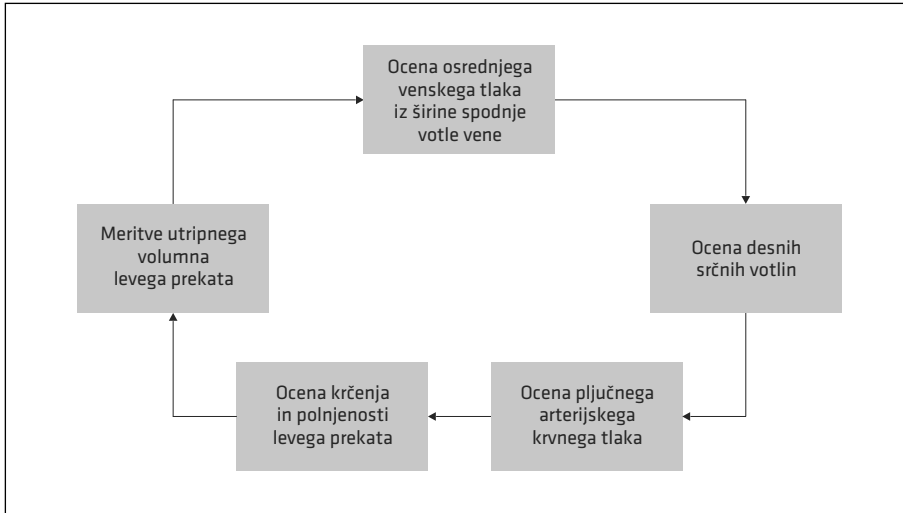 Ocena osrednjega
venskega tlaka
iz širine spodnje
votle vene
Ocena desnih
srčnih votlin
Ocena pljučnega
arterijskega
krvnega tlaka
Ocena krčenja
in polnjenosti
levega prekata
Meritve utripnega
volumna
levega prekata